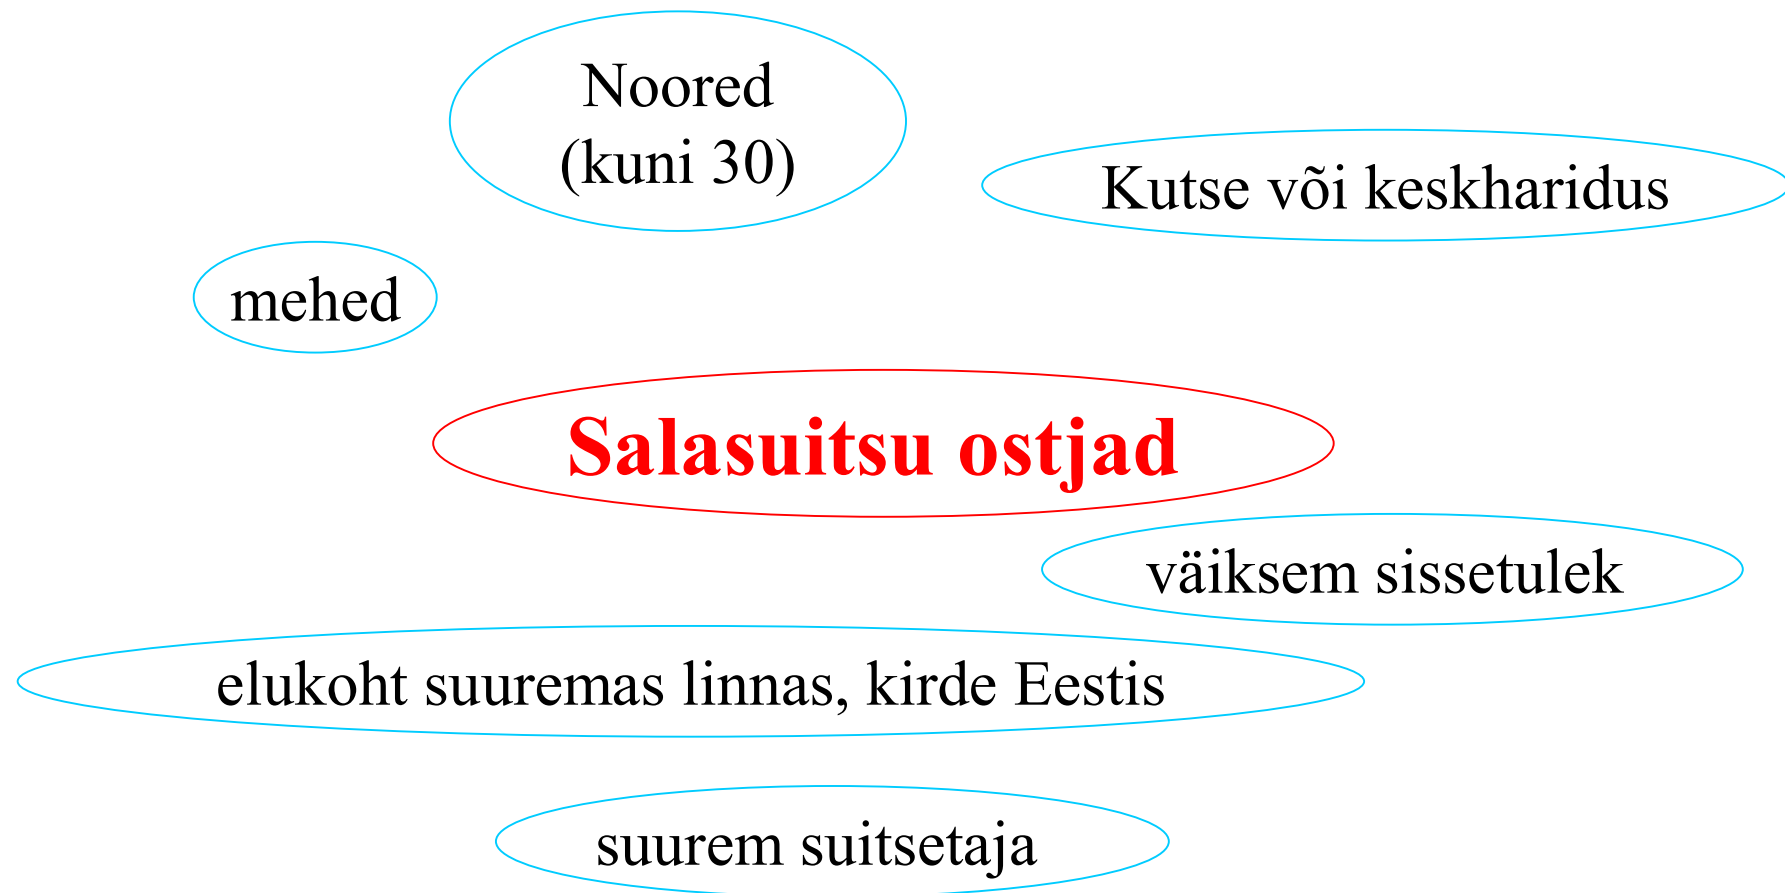 Noored
(kuni 30)
Kutse või keskharidus
mehed
Salasuitsu ostjad
väiksem sissetulek
elukoht suuremas linnas, kirde Eestis
suurem suitsetaja